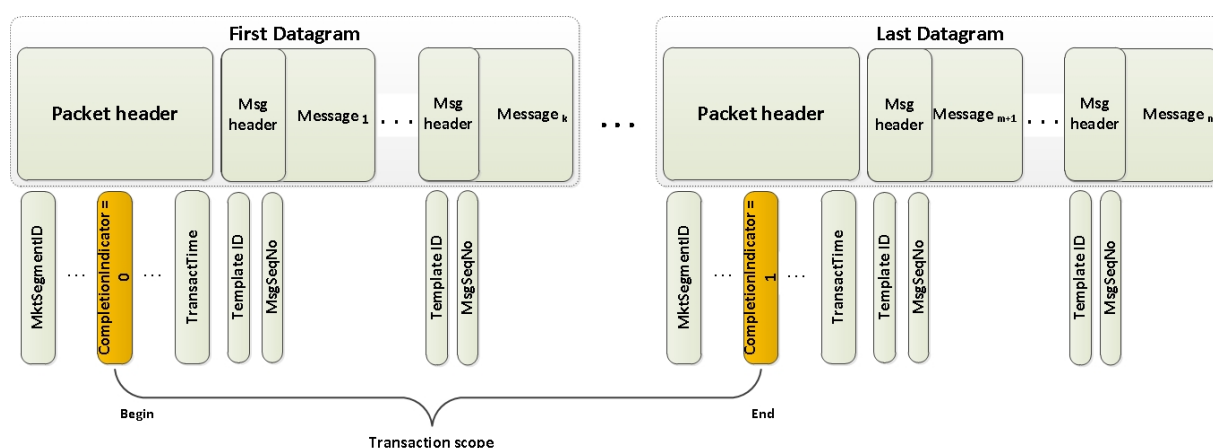 First Datagram
Last Datagram
Packet header
Msg
header
Message 1
...
Msg
header
Message k
...
Packet header
Msg
header
Message m+1
...
Msg
header
Message n
MktSegmentID
...
CompletionIndicator =
0
...
TransactTime
Template ID
MsgSeqNo
Template ID
MsgSeqNo
MktSegmentID
...
CompletionIndicator =
1
...
TransactTime
Template ID
MsgSeqNo
Template ID
MsgSeqNo
Begin
End
Transaction scope